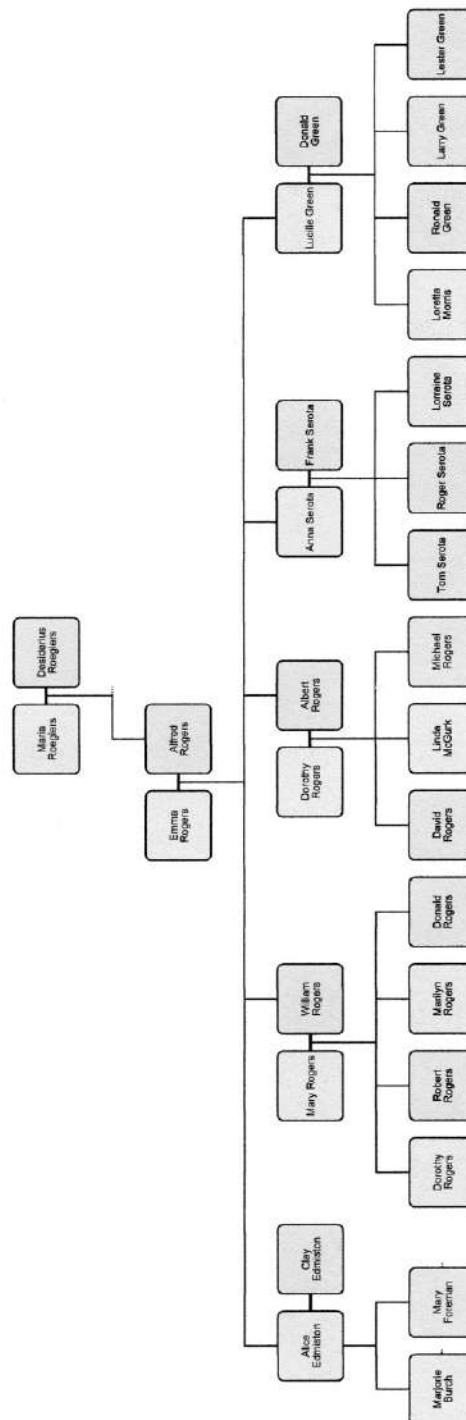 Maria
Roegiers
Desiderius
Roegiers
Emma
Rogers
Alfred
Rogers
Alice
Edmiston
Clay
Edmiston
Mary Rogers
William
Rogers
Dorothy
Rogers
Albert
Rogers
Anna Serota
Frank Serota
Lucille Green
Donald
Green
Marjorie
Burch
Mary
Foreman
Dorothy
Rogers
Robert
Rogers
Marilyn
Rogers
Donald
Rogers
David
Rogers
Linda
McGurk
Michael
Rogers
Tom Serota
Roger Serota
Lorraine
Serota
Loretta
Morris
Ronald
Green
Larry Green
Lester Green